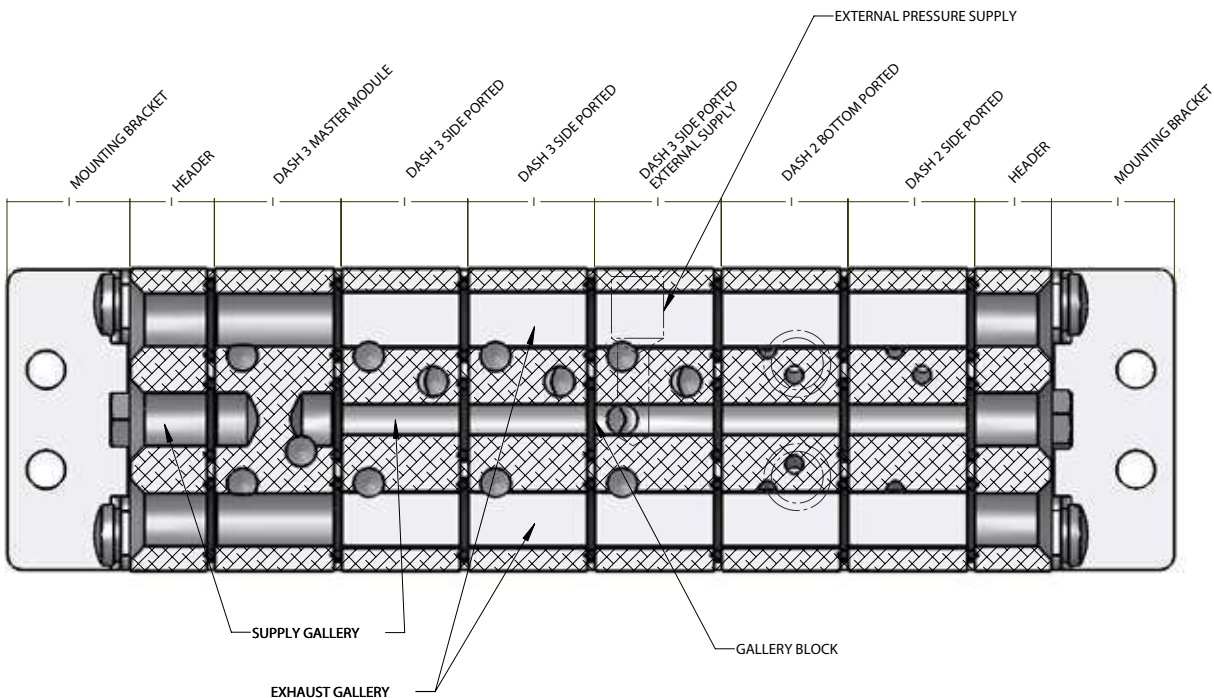 EXTERNAL PRESSURE SUPPLY
MOUNTING BRACKET
HEADER
DASH 3 MASTER MODULE
DASH 3 SIDE PORTED
DASH 3 SIDE PORTED
DASH 3 SIDE PORTED
EXTERNAL SUPPLY
DASH 2 BOTTOM PORTED
DASH 2 SIDE PORTED
HEADER
MOUNTING BRACKET
SUPPLY GALLERY
GALLERY BLOCK
EXHAUST GALLERY